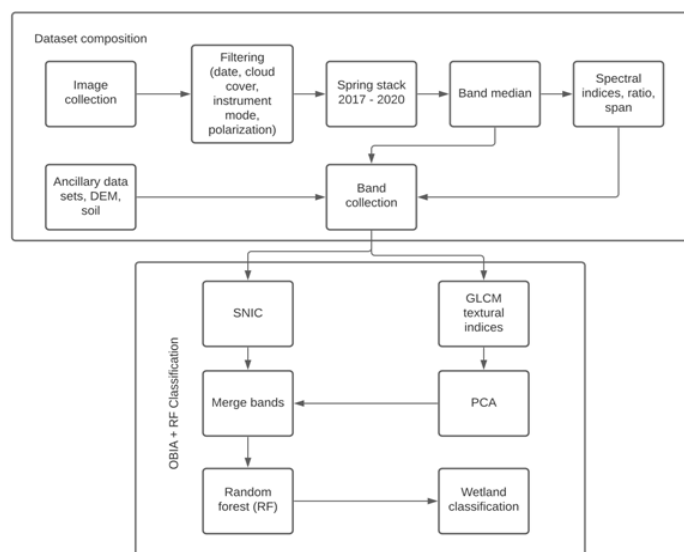 Dataset composition
Image
collection
Filtering
(date, cloud
cover,
instrument
mode,
polarization)
Spring stack
2017 - 2020
Band median
Spectral
indices, ratio,
span
Ancillary data
sets, DEM,
soil
Band
collection
OBIA + RF Classification
SNIC
GLCM
textural
indices
Merge bands
PCA
Random
forest (RF)
Wetland
classification